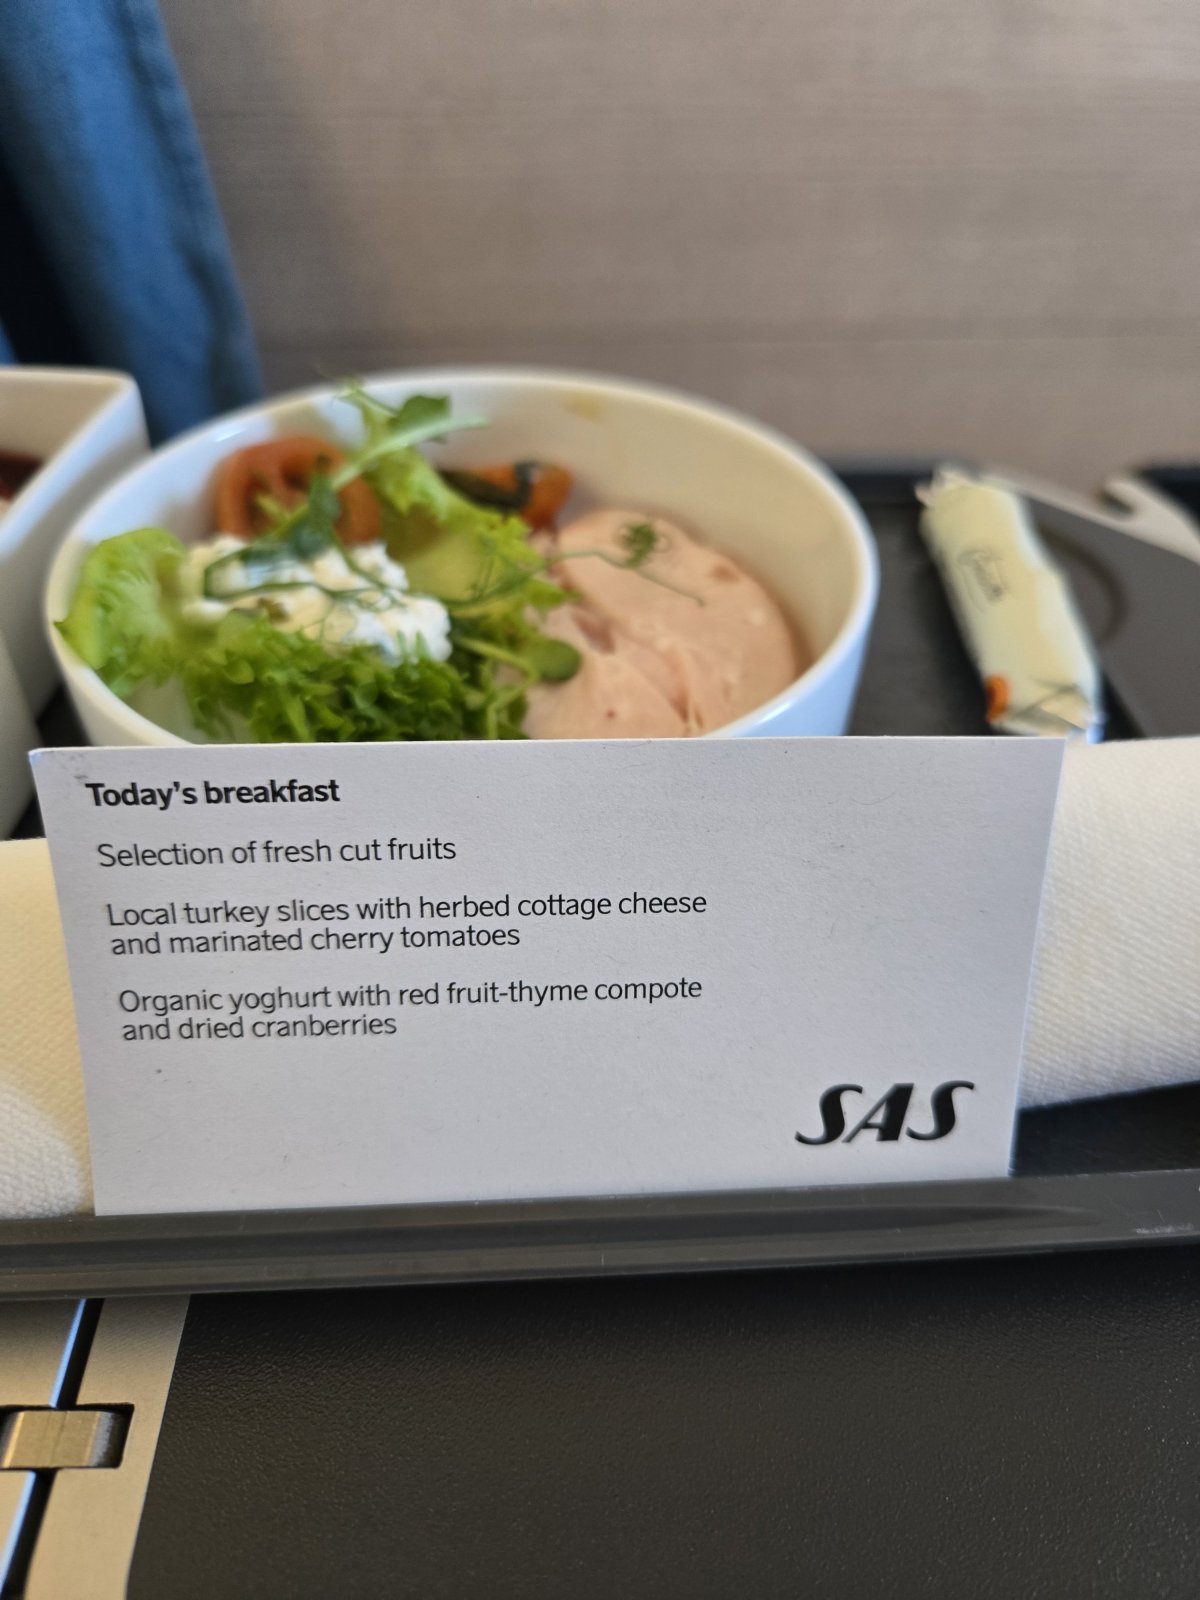 Today's breakfast
Selection of fresh cut fruits
Local turkey slices with herbed cottage cheese
and marinated cherry tomatoes
Organic yoghurt with red fruit-thyme compote
and dried cranberries
SAS